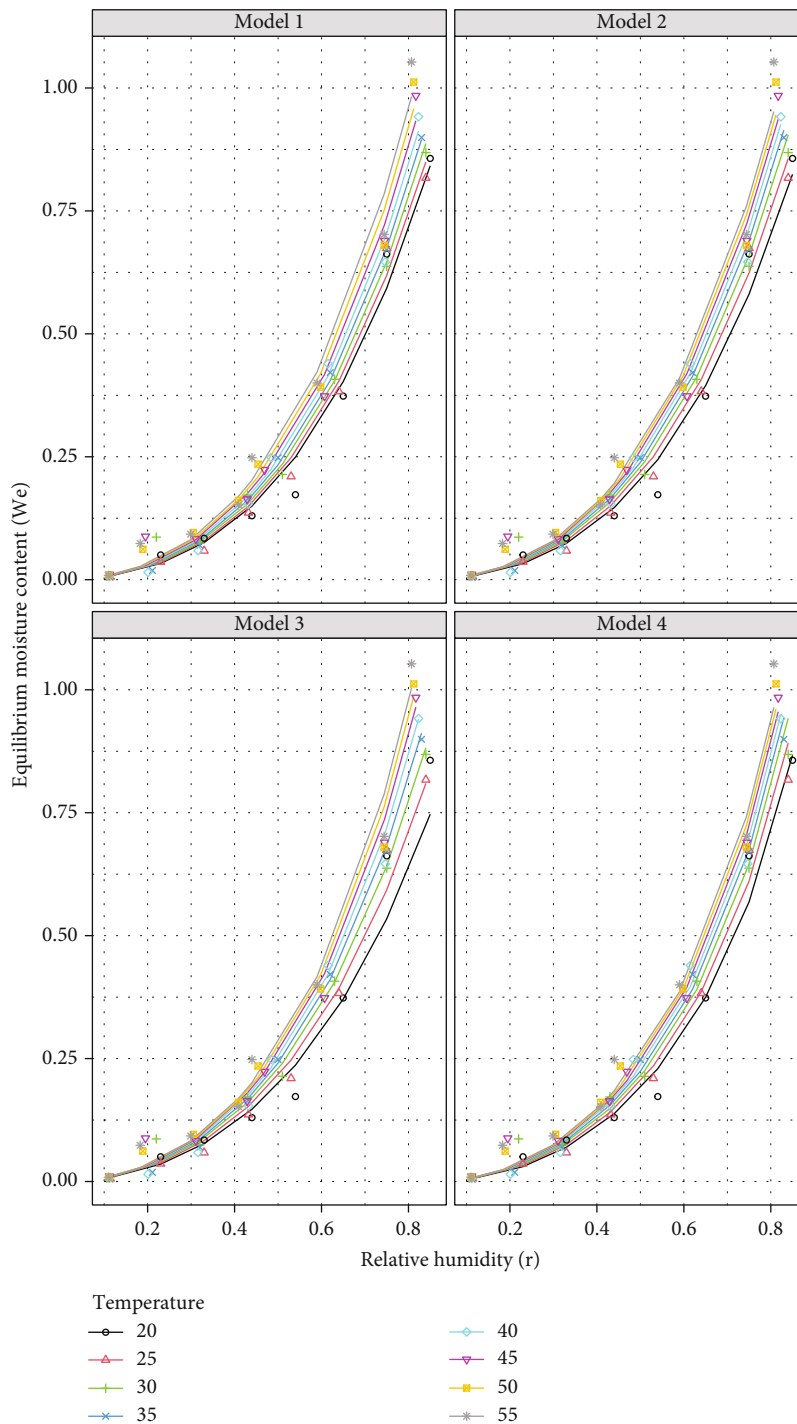 Model 1
Model 2
1.00
0.75
0.50
0.25
0.00
Model 3
Model 4
1.00
0.75
0.50
0.25
0.00
Equilibrium moisture content (We)
0.2 0.4 0.6 0.8
0.2 0.4 0.6 0.8
Relative humidity (r)
Temperature
20
25
30
35
40
45
50
55